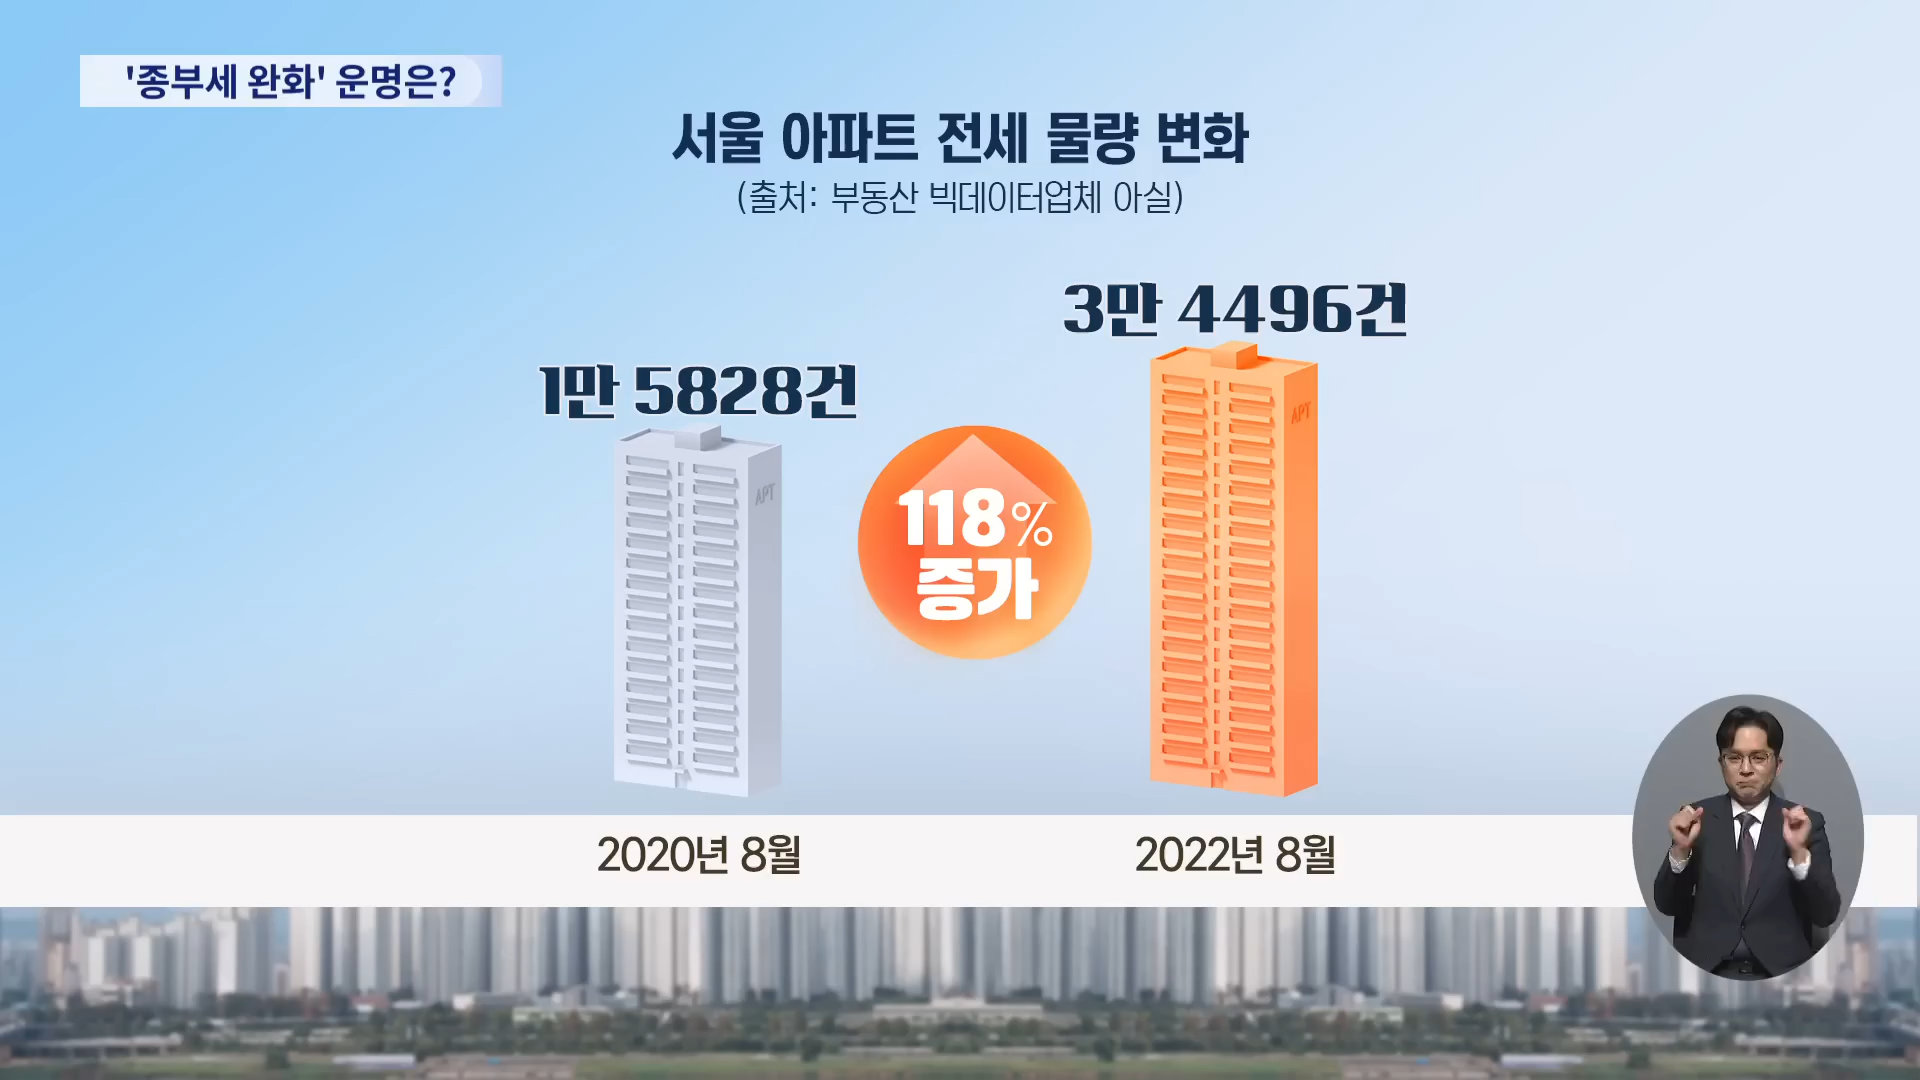 '종부세 완화' 운명은?
서울 아파트 전세 물량 변화
(출처: 부동산 빅데이터업체 아실)
3만 4496건
1만 5828건
APT
APT
118%
증가
2020년 8월
2022년 8월